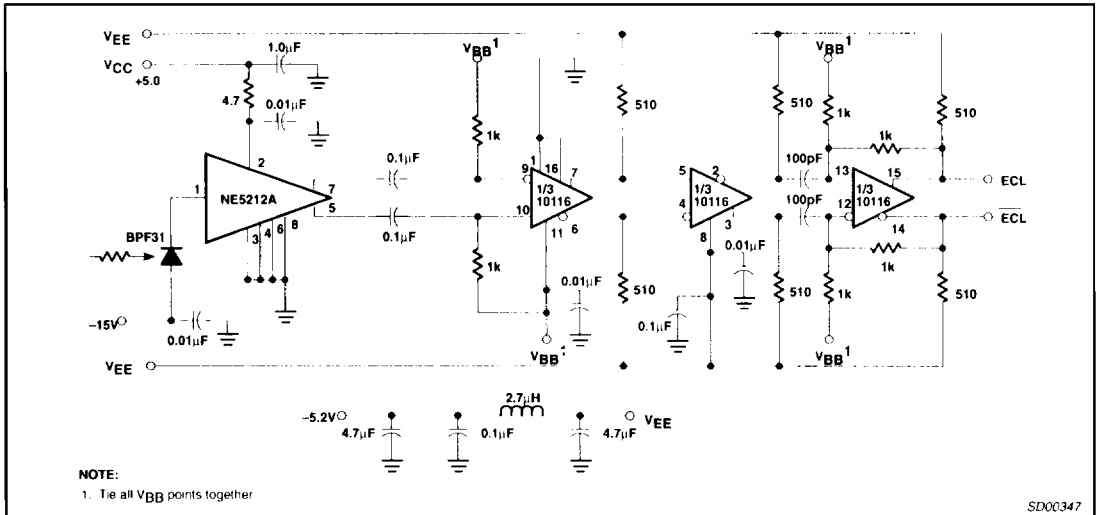 VEE
VCC
+5.0
1.0µF
4.7
0.01µF
2
1
NE5212A
7
5
3
4
6
8
BPF31
−15V
0.01µF
VEE
0.1µF
0.1µF
VBB1
1k
9
10
1
16
7
1/3
10116
11
6
1k
0.01µF
VBB1
510
510
5
2
1/3
10116
4
3
8
0.01µF
0.1µF
VBB1
510
1k
1k
510
100pF
100pF
13
15
1/3
10116
12
14
ECL
ECL
1k
510
1k
510
VBB1
−5.2V
4.7µF
0.1µF
2.7µH
4.7µF
VEE
NOTE:
1. Tie all VBB points together
SD00347